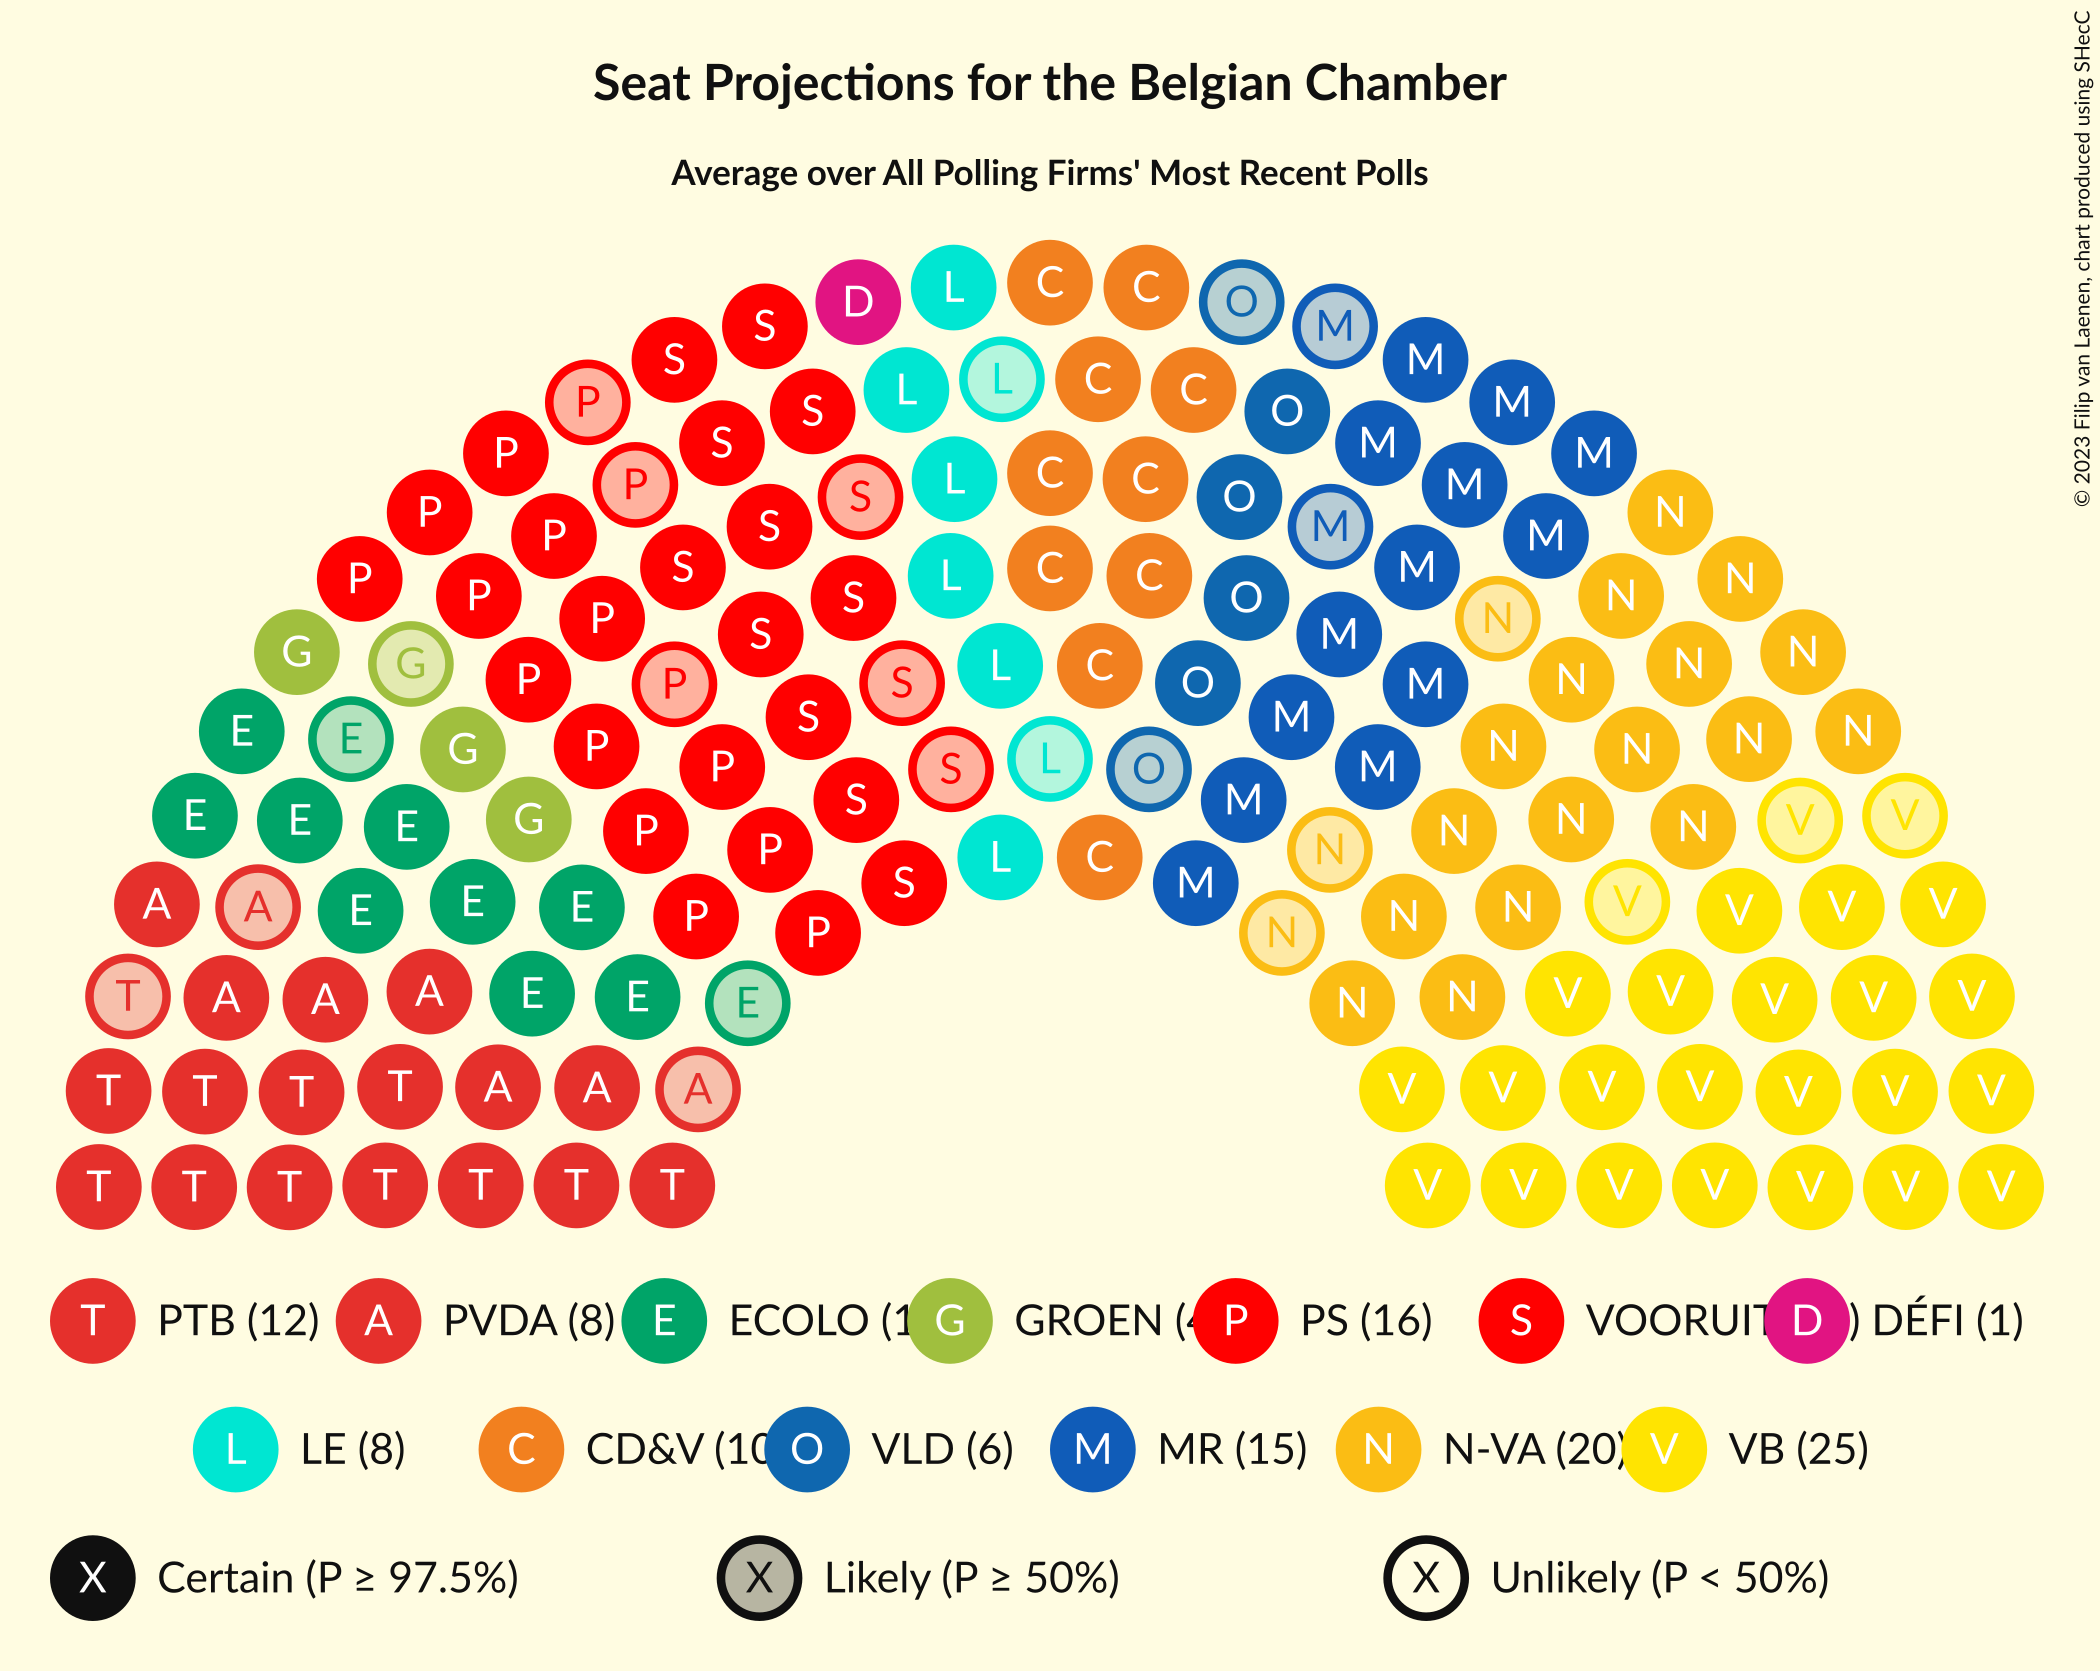 Seat Projections for the Belgian Chamber
Average over All Polling Firms' Most Recent Polls
© 2023 Filip van Laenen, chart produced using SHecC
D L C C O M
S S L L C C O M M M
P S S S L C C O M M M M
P P P S S S L C C O M M M N
P P P S S S L C O M M N N N
G G P P P S S L O M M N N N N
E E G P P S S L C M N N N N N
E E E G P P S N N N N V V
A A E E E P P N N N V V V V
T A A A E E E N N V V V V V
T T T T A A A V V V V V V V
T T T T T T T V V V V V V V
T PTB (12) A PVDA (8) E ECOLO (1 G GROEN ( P PS (16) S VOORUIT D ) DÉFI (1)
L LE (8) C CD&V (10 O VLD (6) M MR (15) N N-VA (20) V VB (25)
X Certain (P ≥ 97.5%) X Likely (P ≥ 50%) X Unlikely (P < 50%)